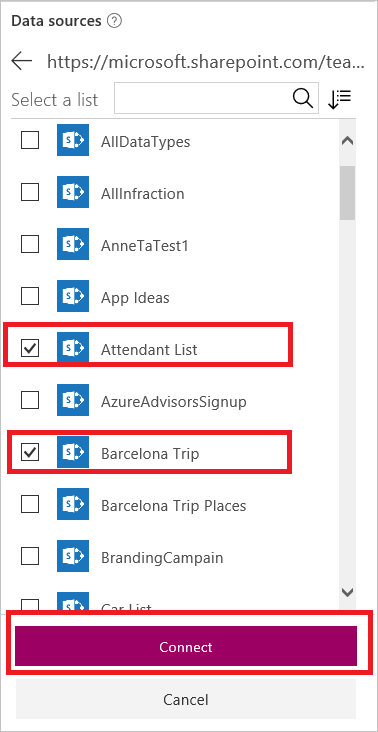 Data sources ?
https://microsoft.sharepoint.com/tea...
Select a list
AllDataTypes
AllInfraction
AnneTaTest1
App Ideas
Attendant List
AzureAdvisorsSignup
Barcelona Trip
Barcelona Trip Places
BrandingCampain
Car List
Connect
Cancel